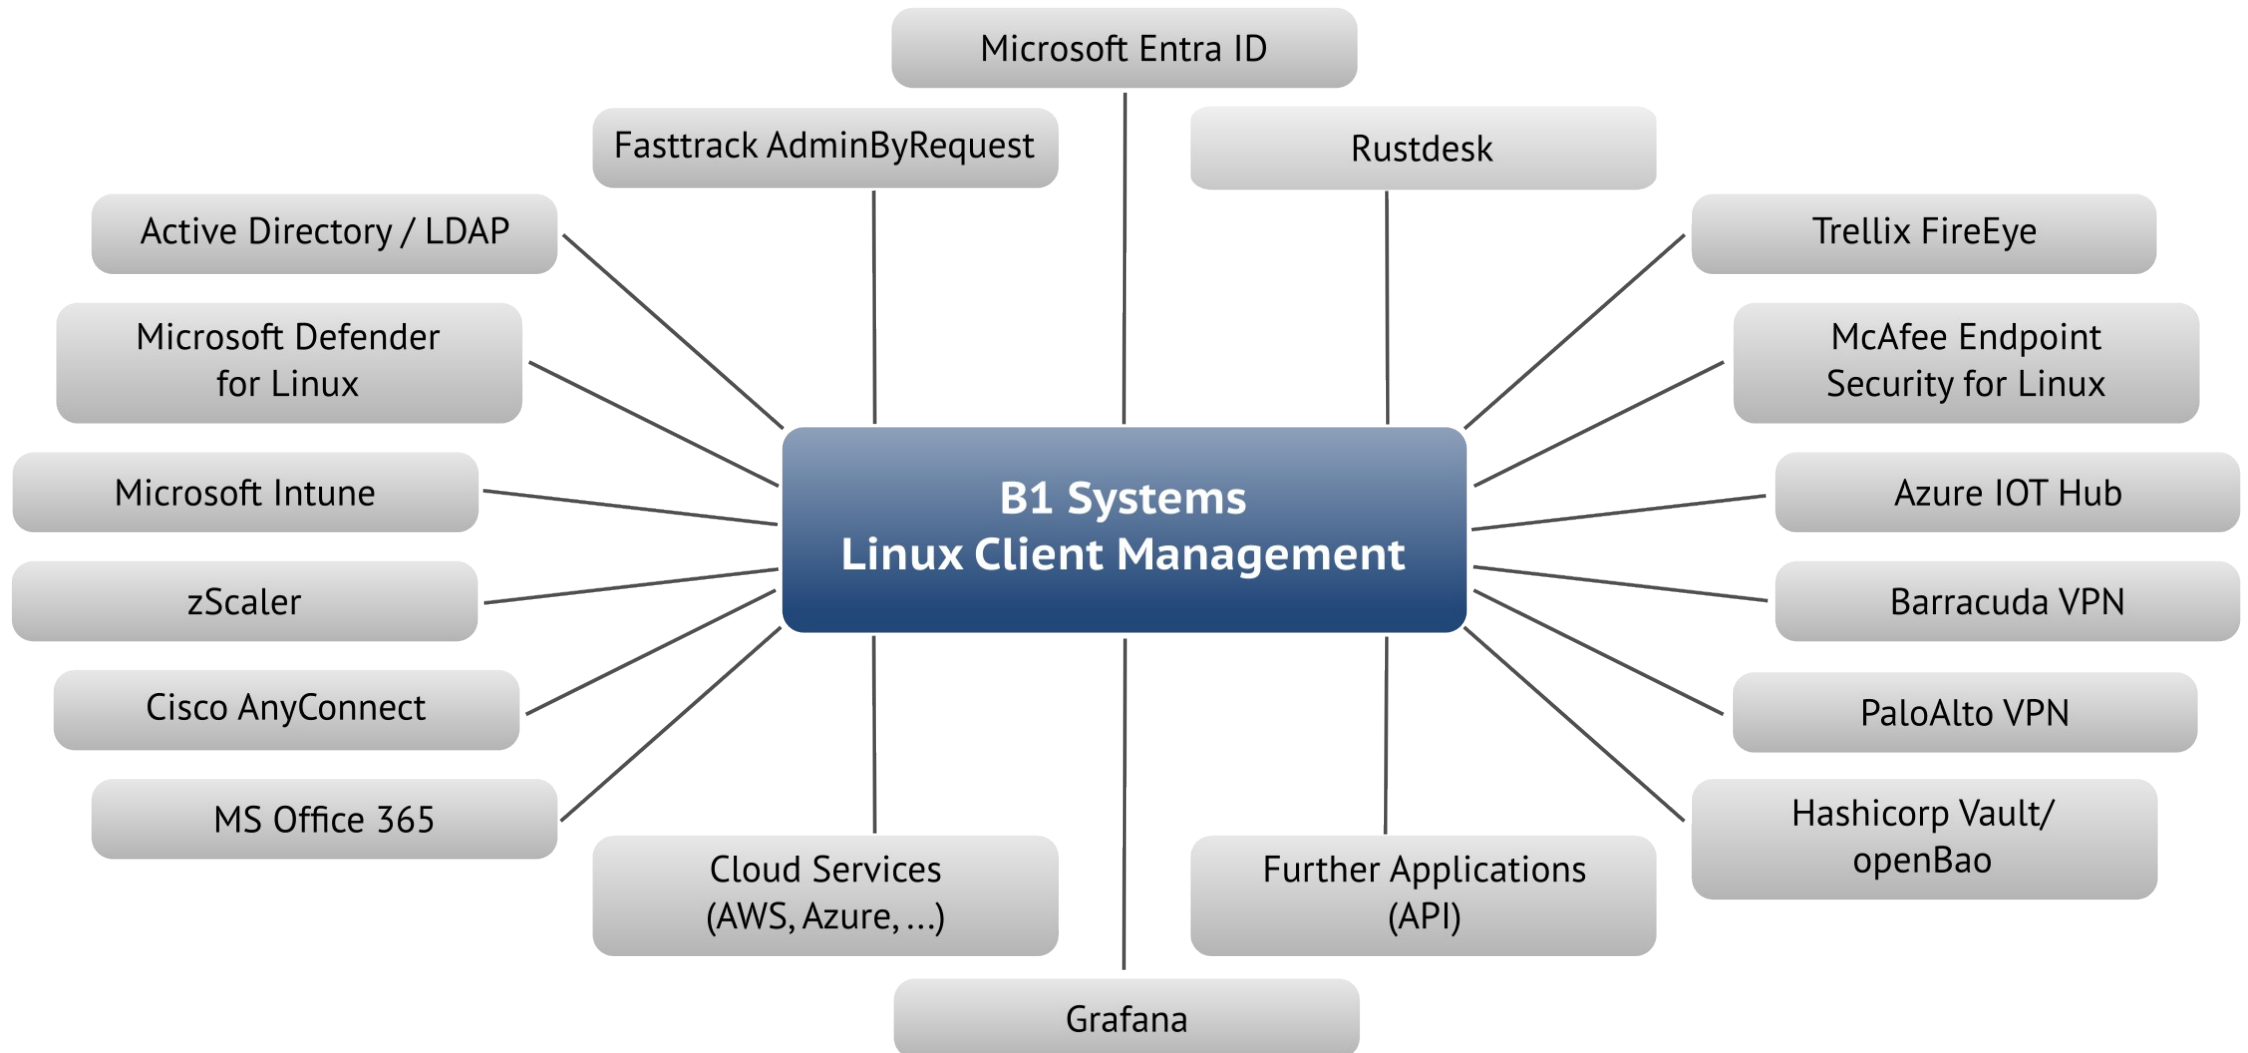 Microsoft Entra ID
Fasttrack AdminByRequest
Rustdesk
Active Directory / LDAP
Trellix FireEye
Microsoft Defender
for Linux
McAfee Endpoint
Security for Linux
Microsoft Intune
Azure IOT Hub
B1 Systems
Linux Client Management
zScaler
Barracuda VPN
Cisco AnyConnect
PaloAlto VPN
MS Office 365
Hashicorp Vault/
openBao
Cloud Services
(AWS, Azure, ...)
Further Applications
(API)
Grafana